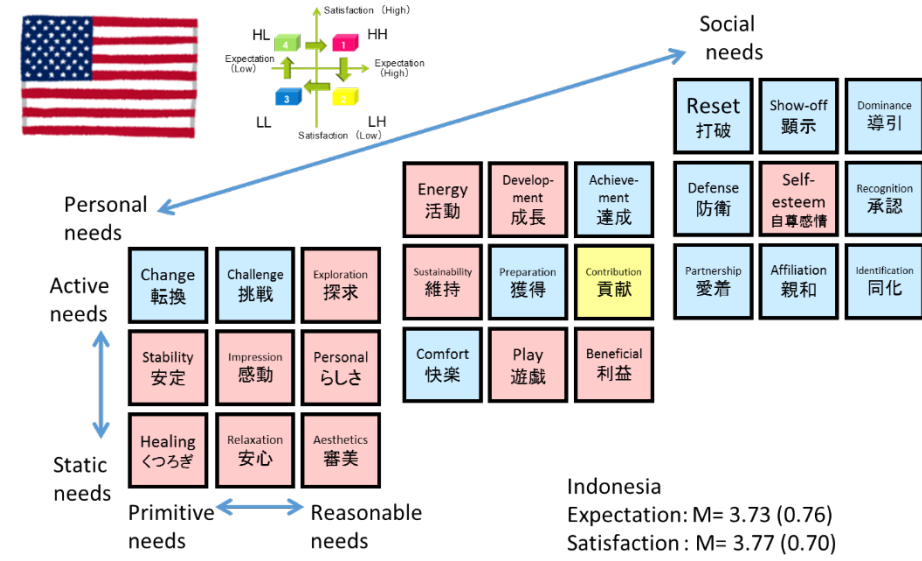 Satisfaction (High)
HL
4
1
HH
Expectation
(Low)
Expectation
(High)
3
2
LL
LH
Satisfaction (Low)
Social
needs
Personal
needs
Active
needs
Static
needs
Primitive
needs
Reasonable
needs
Change
転換
Challenge
挑戦
Exploration
探求
Stability
安定
Impression
感動
Personal
らしさ
Healing
くつろぎ
Relaxation
安心
Aesthetics
審美
Energy
活動
Develop-
ment
成長
Achieve-
ment
達成
Sustainability
維持
Preparation
獲得
Contribution
貢献
Comfort
快楽
Play
遊戯
Beneficial
利益
Reset
打破
Show-off
顕示
Dominance
導引
Defense
防衛
Self-
esteem
自尊感情
Recognition
承認
Partnership
愛着
Affiliation
親和
Identification
同化
Indonesia
Expectation: M= 3.73 (0.76)
Satisfaction : M= 3.77 (0.70)